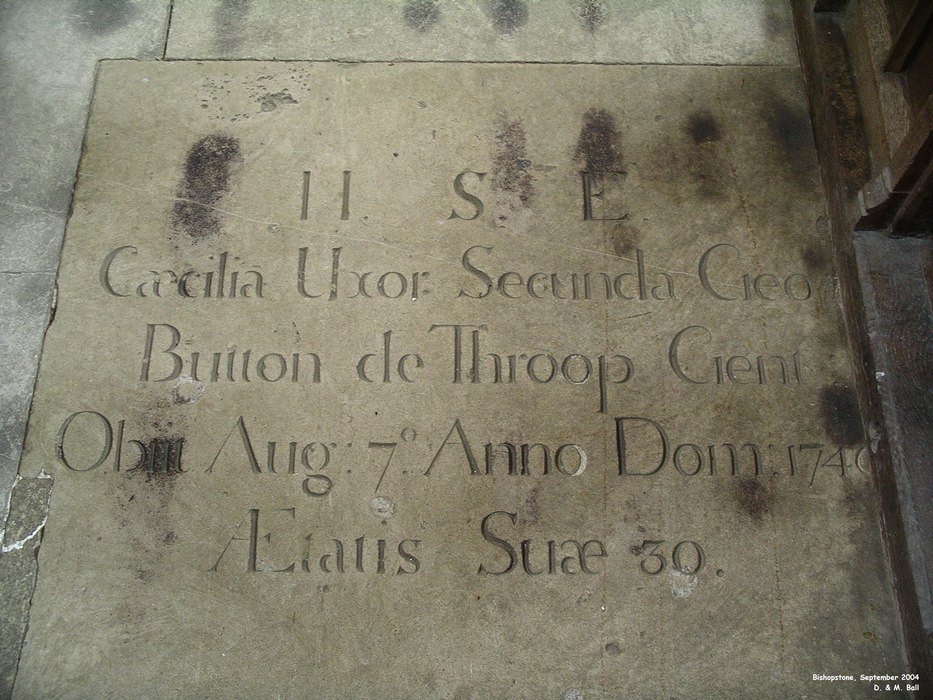 H. S. E
Cæcilia Uxor Secunda Geo
Button de Throop Gent
Obiit Aug: 7.° Anno Dom: 174
Ætatis Suæ 30.
Bishopstone, September 2004
D. & M. Ball